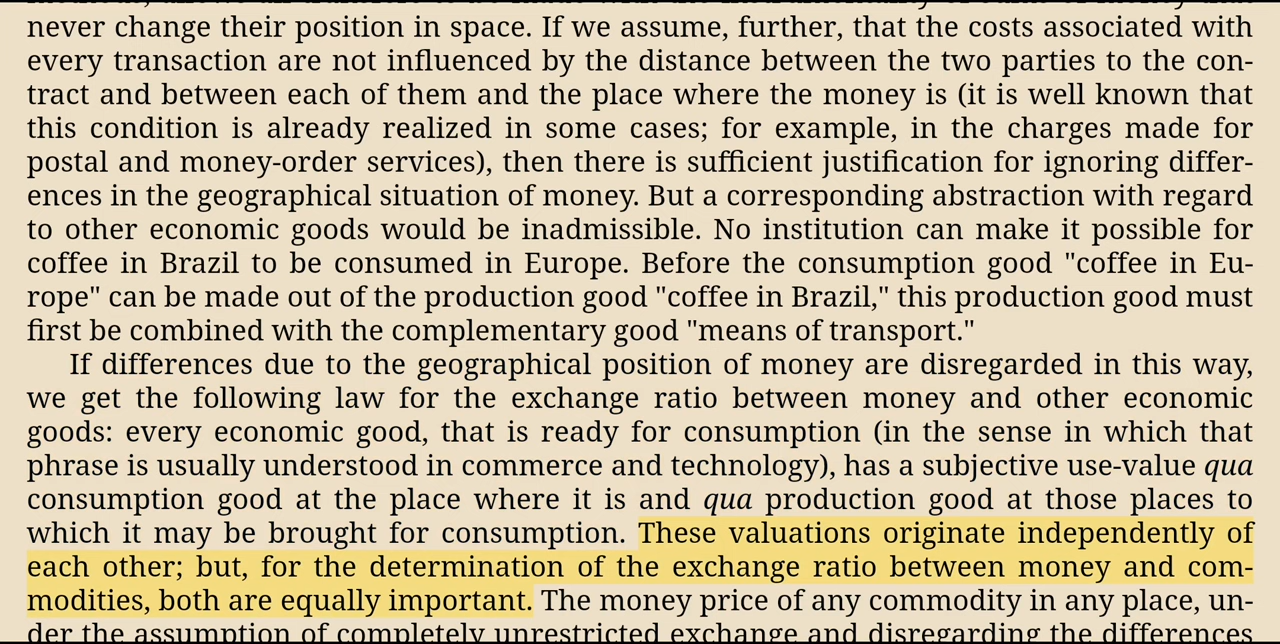 never change their position in space. If we assume, further, that the costs associated with
every transaction are not influenced by the distance between the two parties to the con-
tract and between each of them and the place where the money is (it is well known that
this condition is already realized in some cases; for example, in the charges made for
postal and money-order services), then there is sufficient justification for ignoring differ-
ences in the geographical situation of money. But a corresponding abstraction with regard
to other economic goods would be inadmissible. No institution can make it possible for
coffee in Brazil to be consumed in Europe. Before the consumption good "coffee in Eu-
rope" can be made out of the production good "coffee in Brazil," this production good must
first be combined with the complementary good "means of transport."
If differences due to the geographical position of money are disregarded in this way,
we get the following law for the exchange ratio between money and other economic
goods: every economic good, that is ready for consumption (in the sense in which that
phrase is usually understood in commerce and technology), has a subjective use-value qua
consumption good at the place where it is and qua production good at those places to
which it may be brought for consumption. These valuations originate independently of
each other; but, for the determination of the exchange ratio between money and com-
modities, both are equally important. The money price of any commodity in any place, un-
der the assumption of completely unrestricted exchange and disregarding the differences